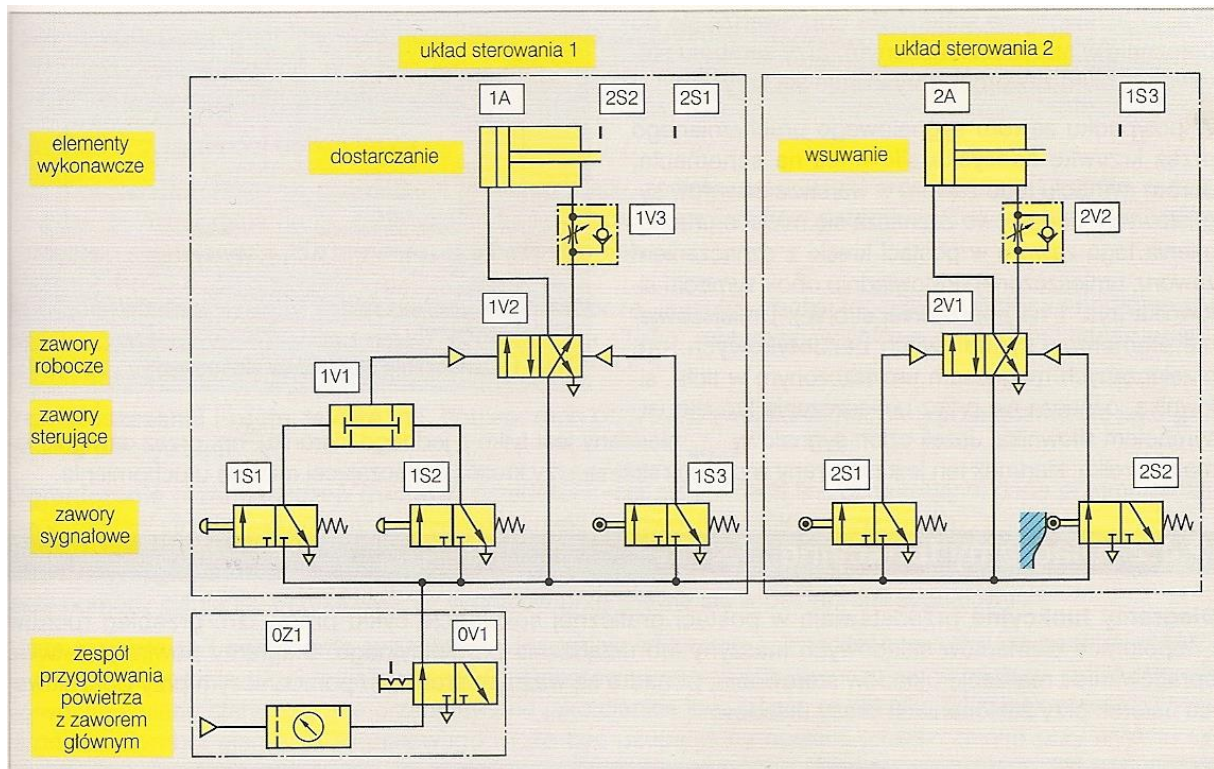 układ sterowania 1
układ sterowania 2
1A
2S2
2S1
2A
1S3
elementy
wykonawcze
dostarczanie
wsuwanie
1V3
2V2
1V2
2V1
zawory
robocze
1V1
zawory
sterujące
1S1
1S2
1S3
2S1
2S2
zawory
sygnałowe
0Z1
0V1
zespół
przygotowania
powietrza
z zaworem
głównym